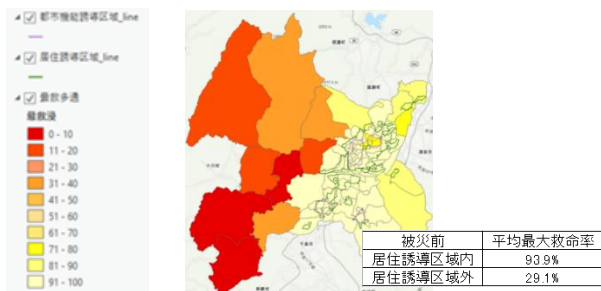 都市機能誘導区域_line
居住誘導区域_line
最救多通
最救浸
0 - 10
11 - 20
21 - 30
31 - 40
41 - 50
51 - 60
61 - 70
71 - 80
81 - 90
91 - 100
被災前 平均最大救命率
居住誘導区域内 93.9%
居住誘導区域外 29.1%